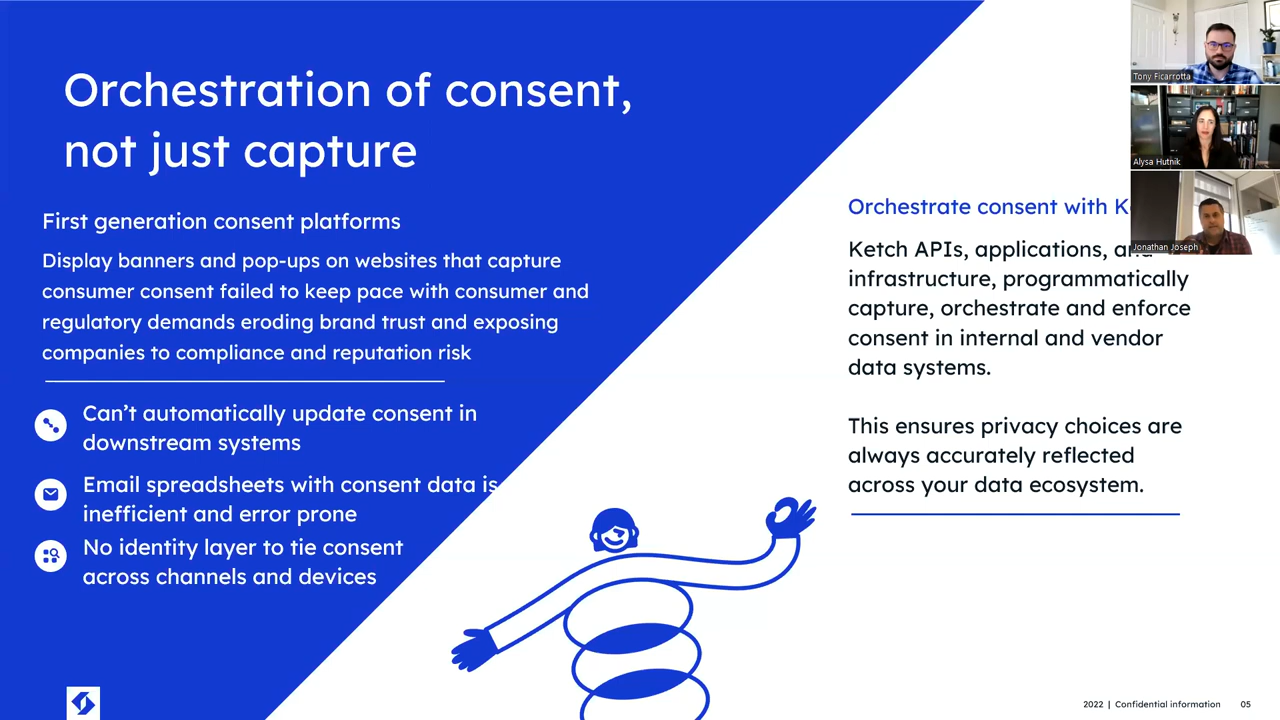 Orchestration of consent,
not just capture
First generation consent platforms
Display banners and pop-ups on websites that capture
consumer consent failed to keep pace with consumer and
regulatory demands eroding brand trust and exposing
companies to compliance and reputation risk
Can’t automatically update consent in
downstream systems
Email spreadsheets with consent data is
inefficient and error prone
No identity layer to tie consent
across channels and devices
Orchestrate consent with
Ketch APIs, applications, and
infrastructure, programmatically
capture, orchestrate and enforce
consent in internal and vendor
data systems.
This ensures privacy choices are
always accurately reflected
across your data ecosystem.
Tony Ficarrotta
Alysa Hutnik
Jonathan Joseph
2022 | Confidential information 05